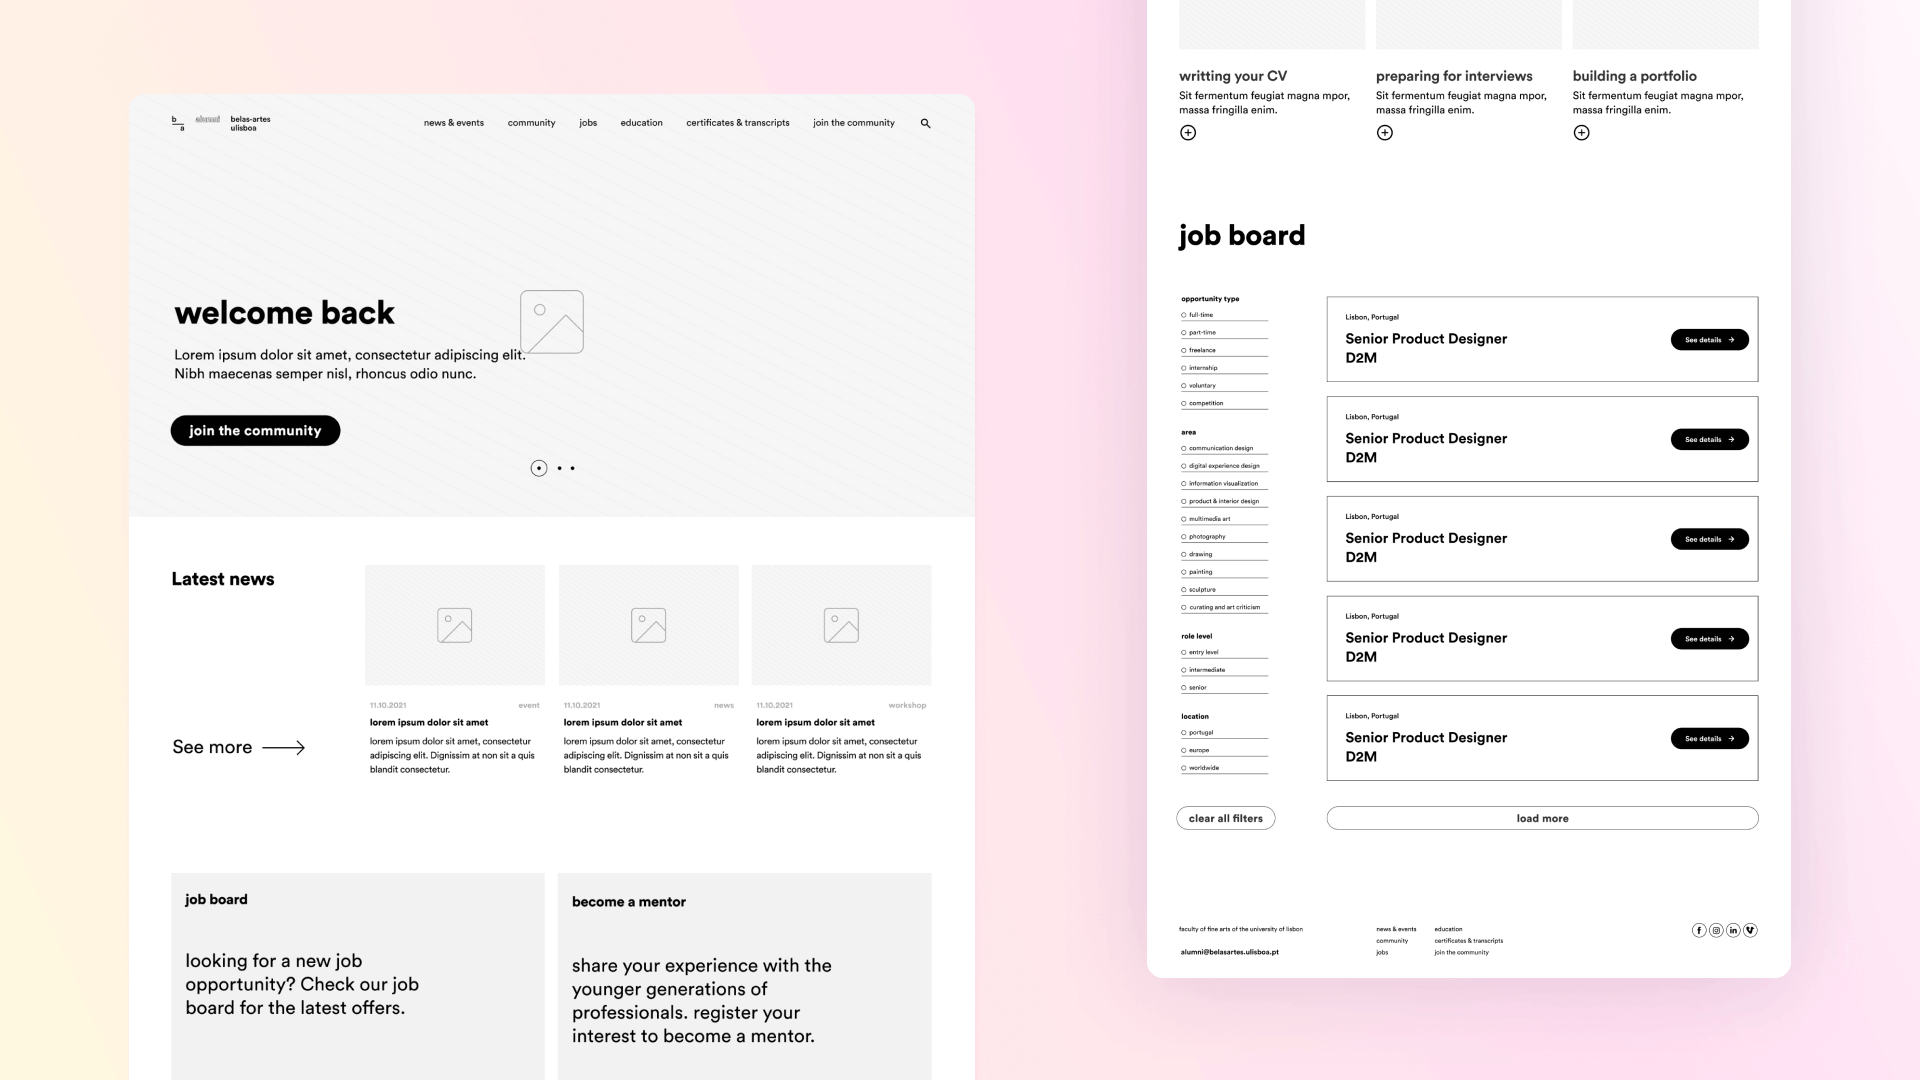 b
a
alumni
belas-artes
ulisboa
news & events
community
jobs
education
certificates & transcripts
join the community
welcome back
Lorem ipsum dolor sit amet, consectetur adipiscing elit.
Nibh maecenas semper nisl, rhoncus odio nunc.
join the community
Latest news
See more
11.10.2021
event
lorem ipsum dolor sit amet
lorem ipsum dolor sit amet, consectetur
adipiscing elit. Dignissim at non sit a quis
blandit consectetur.
11.10.2021
news
lorem ipsum dolor sit amet
lorem ipsum dolor sit amet, consectetur
adipiscing elit. Dignissim at non sit a quis
blandit consectetur.
11.10.2021
workshop
lorem ipsum dolor sit amet
lorem ipsum dolor sit amet, consectetur
adipiscing elit. Dignissim at non sit a quis
blandit consectetur.
job board
looking for a new job
opportunity? Check our job
board for the latest offers.
become a mentor
share your experience with the
younger generations of
professionals. register your
interest to become a mentor.
writting your CV
Sit fermentum feugiat magna mpor,
massa fringilla enim.
preparing for interviews
Sit fermentum feugiat magna mpor,
massa fringilla enim.
building a portfolio
Sit fermentum feugiat magna mpor,
massa fringilla enim.
job board
opportunity type
full-time
part-time
freelance
internship
voluntary
competition
area
communication design
digital experience design
information visualization
product & interior design
multimedia art
photography
drawing
painting
sculpture
curating and art criticism
role level
entry level
intermediate
senior
location
portugal
europe
worldwide
clear all filters
Lisbon, Portugal
Senior Product Designer
D2M
See details
Lisbon, Portugal
Senior Product Designer
D2M
See details
Lisbon, Portugal
Senior Product Designer
D2M
See details
Lisbon, Portugal
Senior Product Designer
D2M
See details
Lisbon, Portugal
Senior Product Designer
D2M
See details
load more
faculty of fine arts of the university of lisbon
alumni@belasartes.ulisboa.pt
news & events
community
jobs
education
certificates & transcripts
join the community